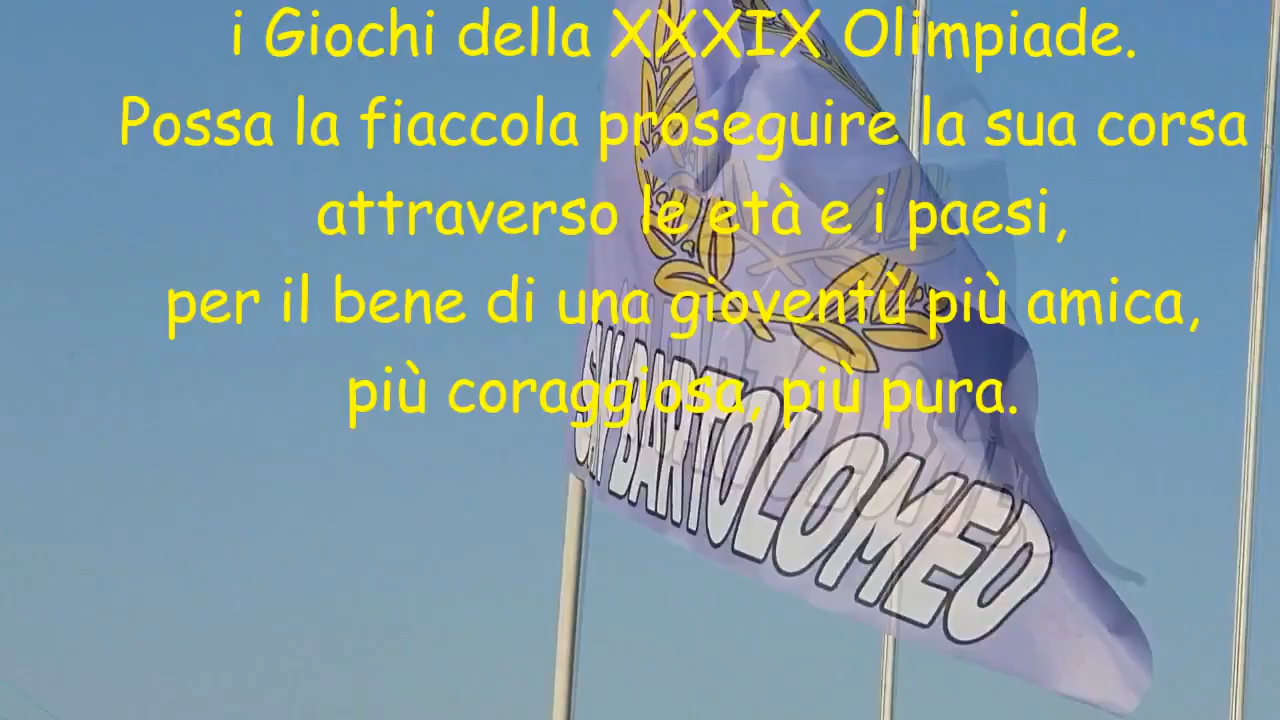 i Giochi della XXXIX Olimpiade.
Possa la fiaccola proseguire la sua corsa
attraverso le età e i paesi,
per il bene di una gioventù più amica,
più coraggiosa, più pura.
SAN BARTOLOMEO